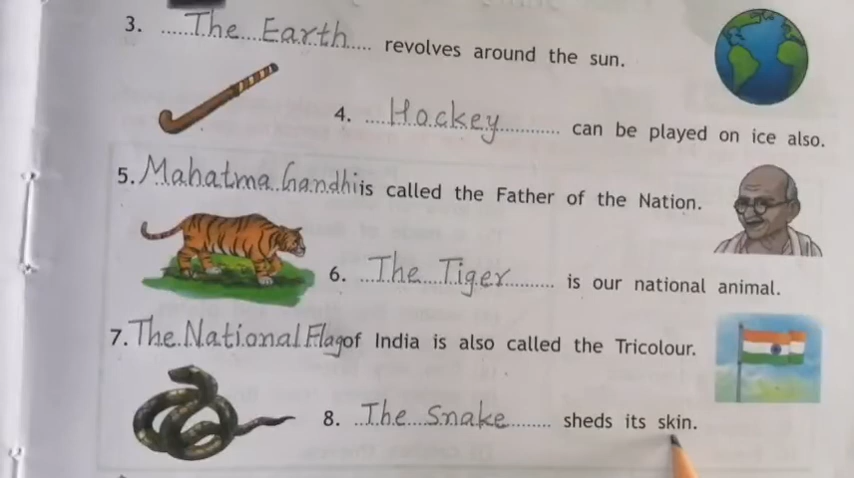 3. The Earth revolves around the sun.
4. Hockey can be played on ice also.
5. Mahatma Gandhi is called the Father of the Nation.
6. The Tiger is our national animal.
7. The National Flag of India is also called the Tricolour.
8. The Snake sheds its skin.